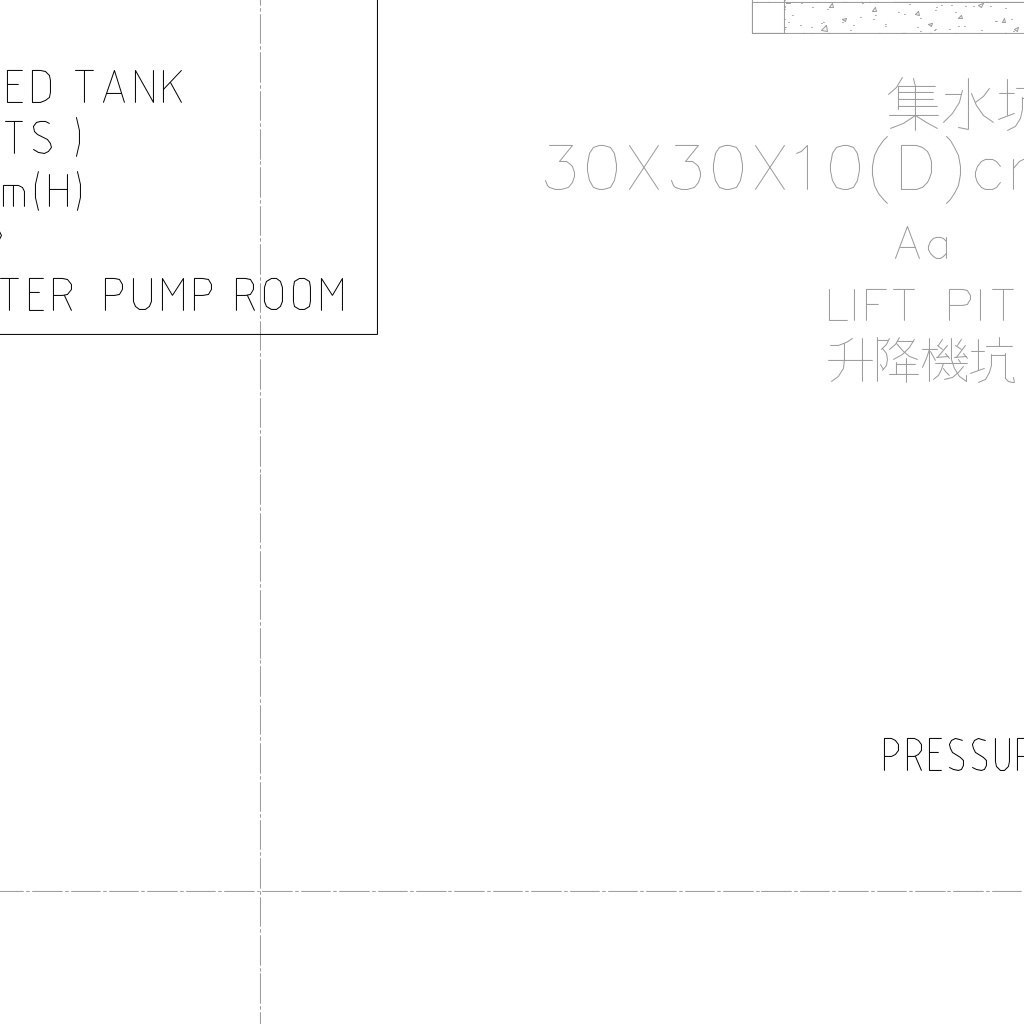 ED TANK
TS )
m(H)
TER PUMP ROOM
集水坑
30X30X10(D)cm
Aa
LIFT PIT
升降機坑
PRESSUR